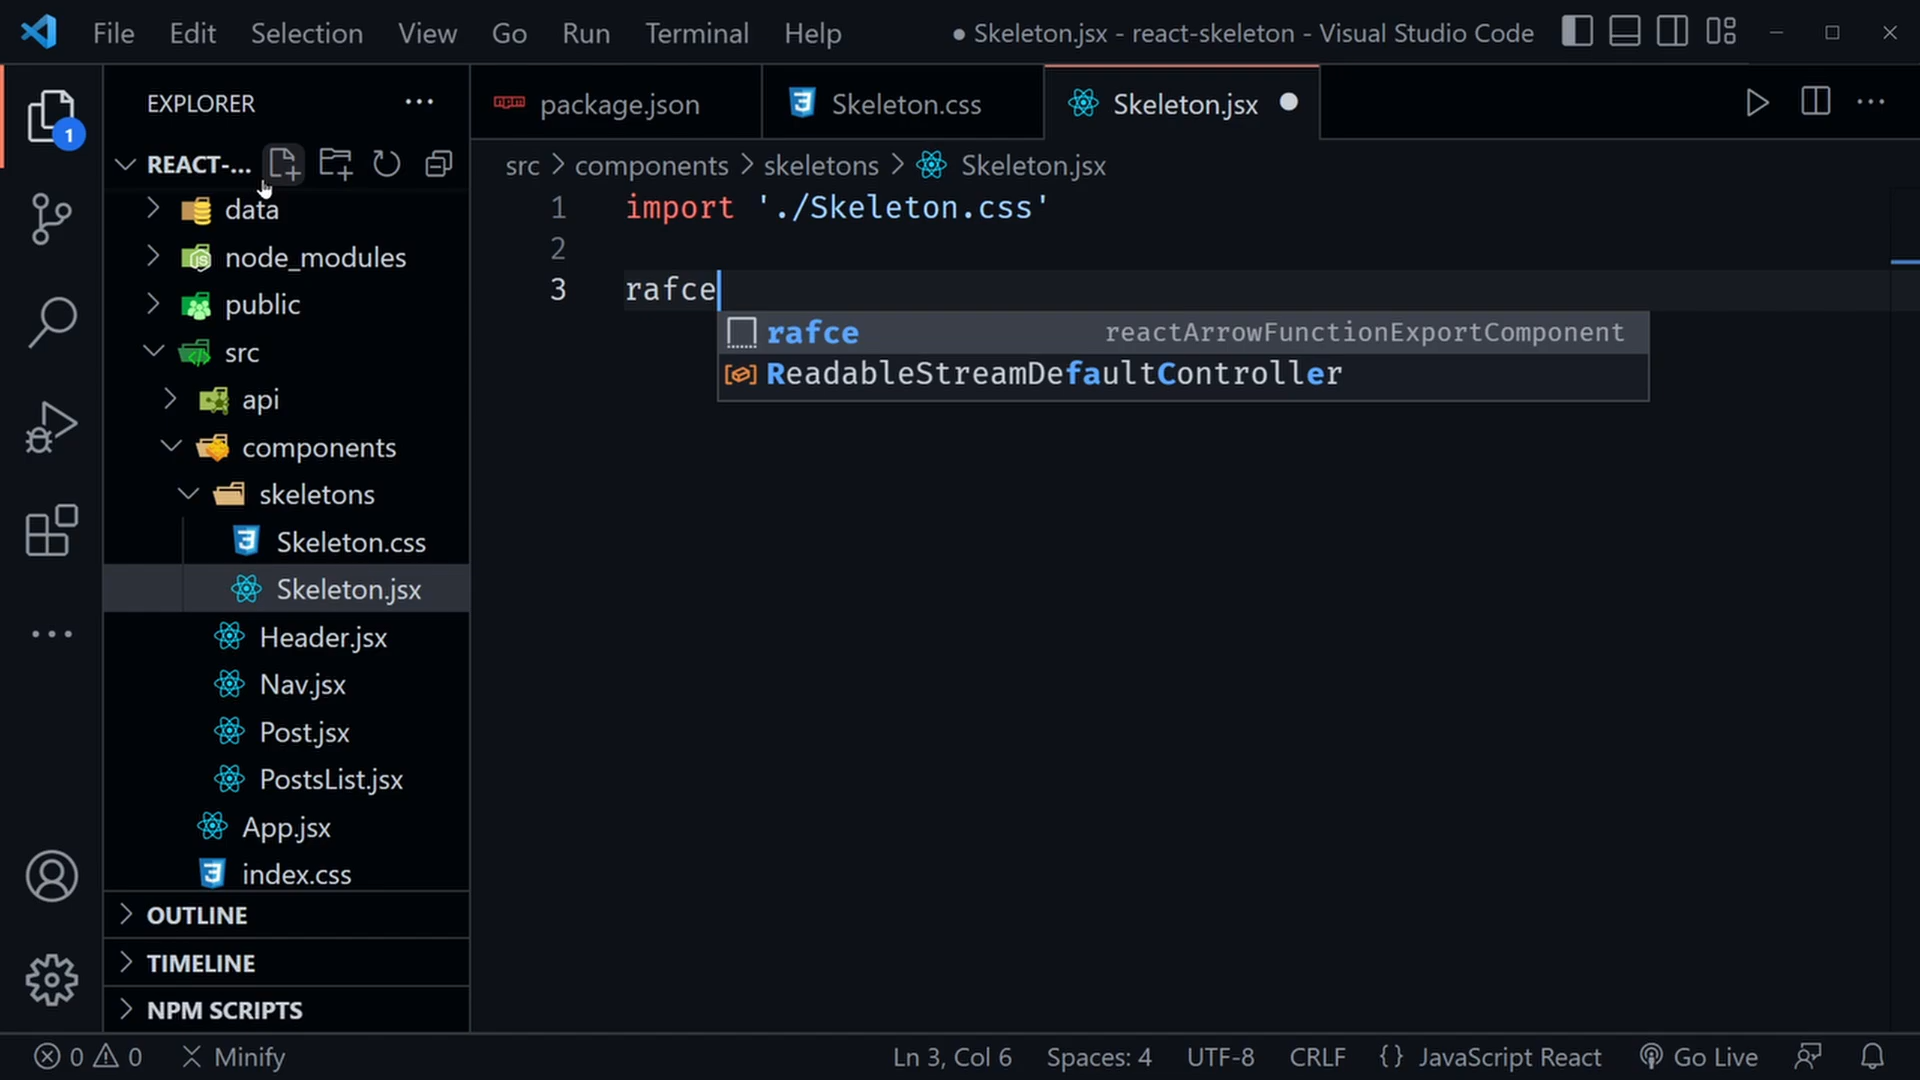 File Edit Selection View Go Run Terminal Help ● Skeleton.jsx - react-skeleton - Visual Studio Code
EXPLORER
package.json Skeleton.css Skeleton.jsx
1
REACT-...
src > components > skeletons > Skeleton.jsx
data
node_modules
public
src
api
components
skeletons
Skeleton.css
Skeleton.jsx
Header.jsx
Nav.jsx
Post.jsx
PostsList.jsx
App.jsx
index.css
OUTLINE
TIMELINE
NPM SCRIPTS
1 import './Skeleton.css'
2
3 rafce
rafce reactArrowFunctionExportComponent
ReadableStreamDefaultController
0 0 Minify Ln 3, Col 6 Spaces: 4 UTF-8 CRLF {} JavaScript React Go Live